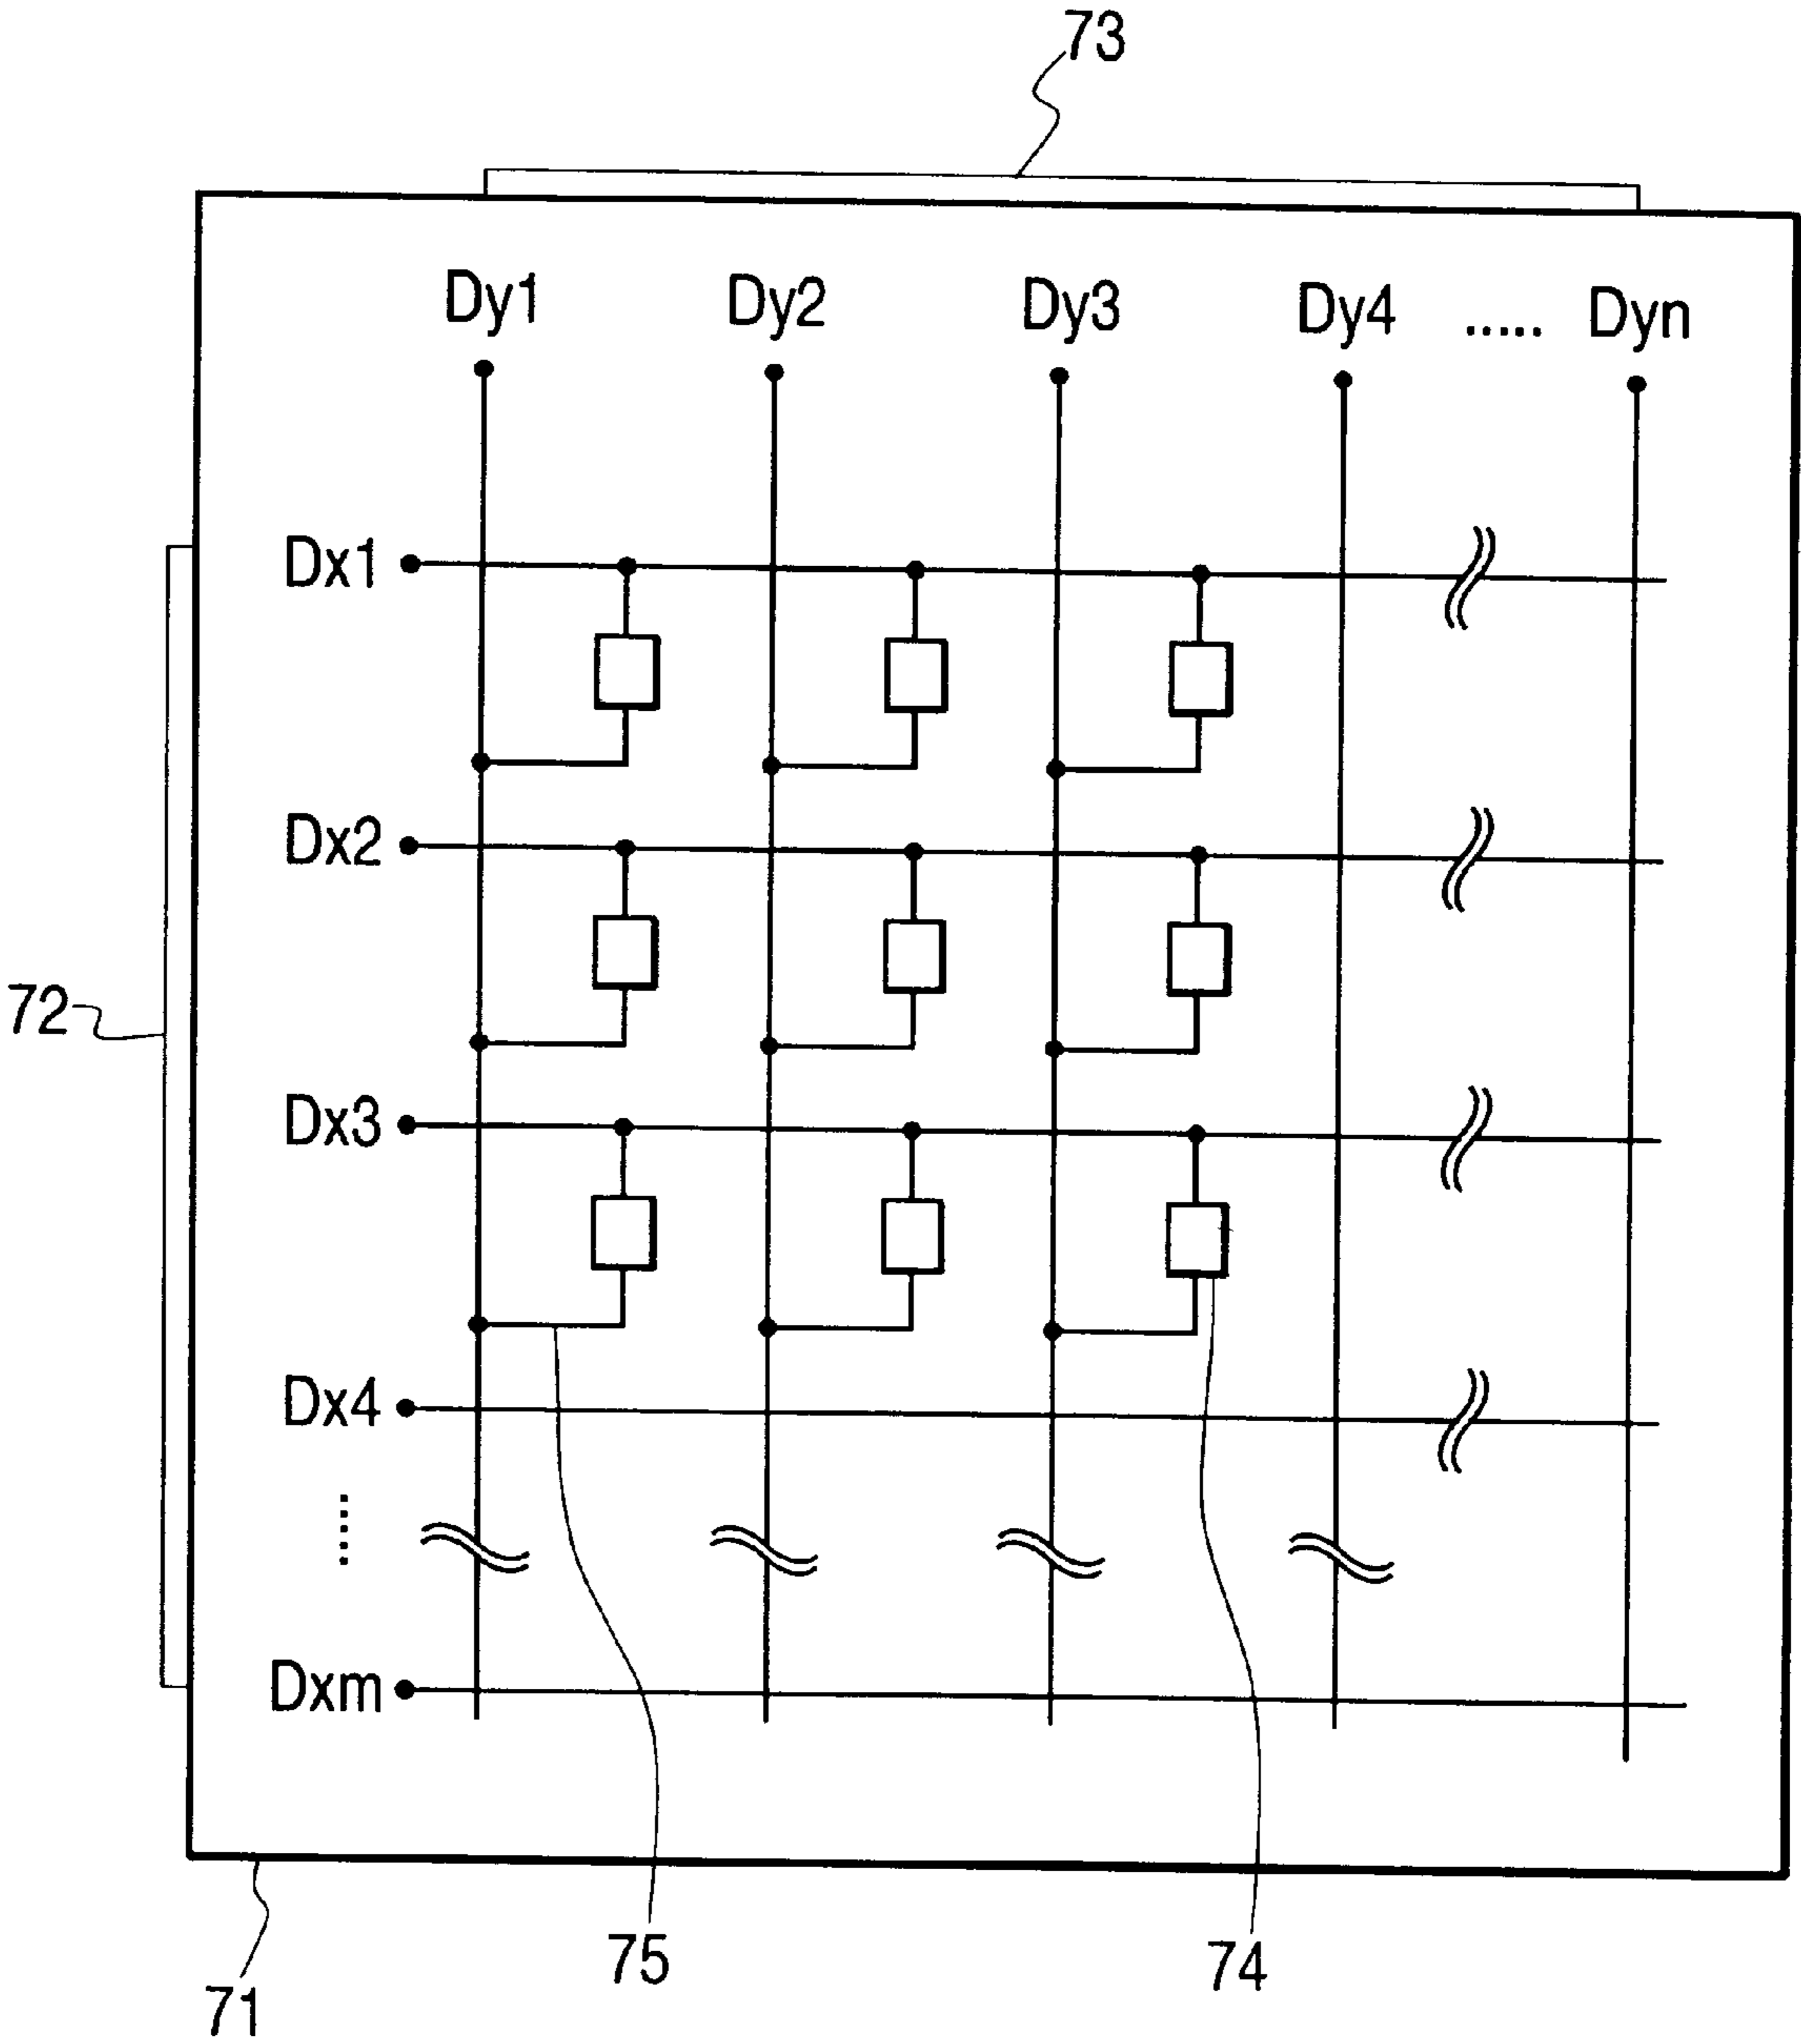 73
Dy1 Dy2 Dy3 Dy4 ..... Dyn
Dx1
Dx2
72
Dx3
Dx4
.....
Dxm
75
74
71